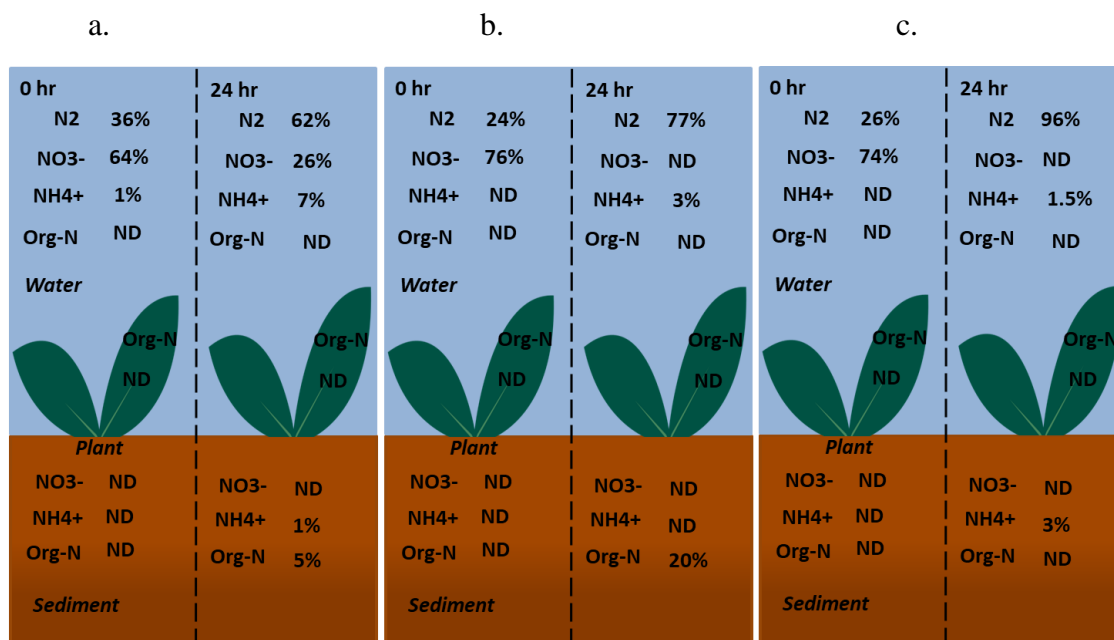 a.
0 hr
N2 36%
NO3- 64%
NH4+ 1%
Org-N ND
Water
Org-N
ND
Plant
NO3- ND
NH4+ ND
Org-N ND
Sediment
24 hr
N2 62%
NO3- 26%
NH4+ 7%
Org-N ND
Org-N
ND
NO3- ND
NH4+ 1%
Org-N 5%
b.
0 hr
N2 24%
NO3- 76%
NH4+ ND
Org-N ND
Water
Org-N
ND
Plant
NO3- ND
NH4+ ND
Org-N ND
Sediment
24 hr
N2 77%
NO3- ND
NH4+ 3%
Org-N ND
Org-N
ND
NO3- ND
NH4+ ND
Org-N 20%
c.
0 hr
N2 26%
NO3- 74%
NH4+ ND
Org-N ND
Water
Org-N
ND
Plant
NO3- ND
NH4+ ND
Org-N ND
Sediment
24 hr
N2 96%
NO3- ND
NH4+ 1.5%
Org-N ND
Org-N
ND
NO3- ND
NH4+ 3%
Org-N ND